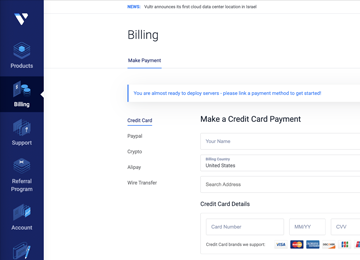 NEWS: Vultr announces its first cloud data center location in Israel
Products
Billing
Support
Referral
Program
Account
Billing
Make Payment
You are almost ready to deploy servers - please link a payment method to get started!
Credit Card
Paypal
Crypto
Alipay
Wire Transfer
Make a Credit Card Payment
Your Name
Billing Country
United States
Search Address
Credit Card Details
Card Number
MM/YY
CVV
Credit Card brands we support:
VISA